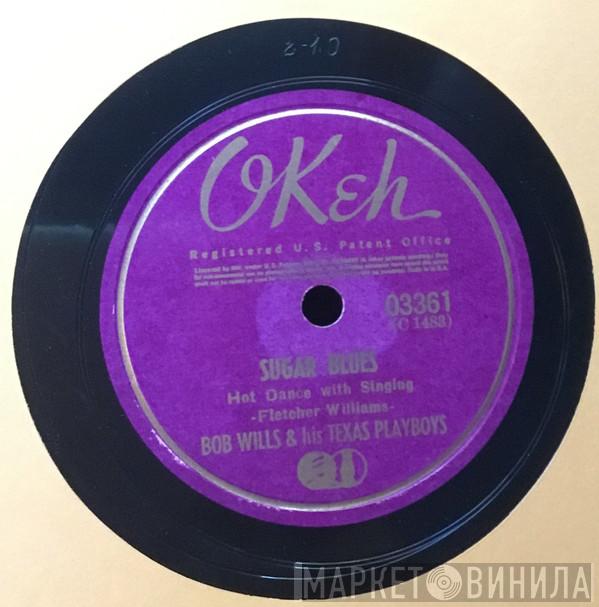 2-10
OKeh
Registered U.S. Patent Office
03361
(C 1483)
SUGAR BLUES
Hot Dance with Singing
-Fletcher Williams-
BOB WILLS & his TEXAS PLAYBOYS
МАРКЕТ ВИНИЛА